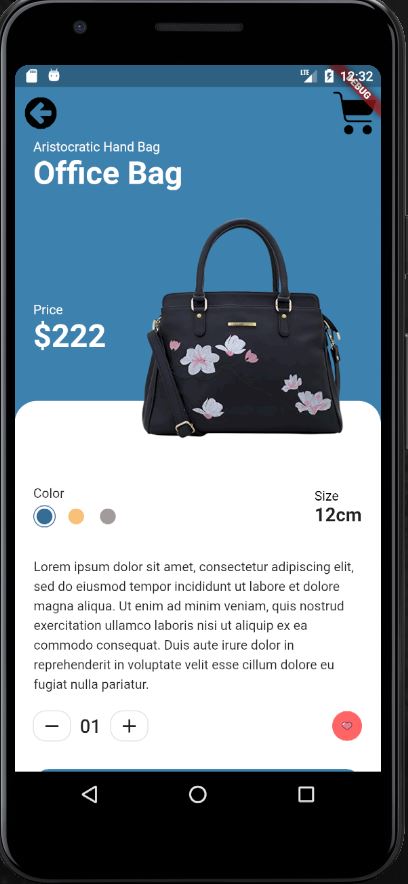 LTE
12:32
DEBUG
Aristocratic Hand Bag
Office Bag
Price
$222
Color
Size
12cm
Lorem ipsum dolor sit amet, consectetur adipiscing elit,
sed do eiusmod tempor incididunt ut labore et dolore
magna aliqua. Ut enim ad minim veniam, quis nostrud
exercitation ullamco laboris nisi ut aliquip ex ea
commodo consequat. Duis aute irure dolor in
reprehenderit in voluptate velit esse cillum dolore eu
fugiat nulla pariatur.
01